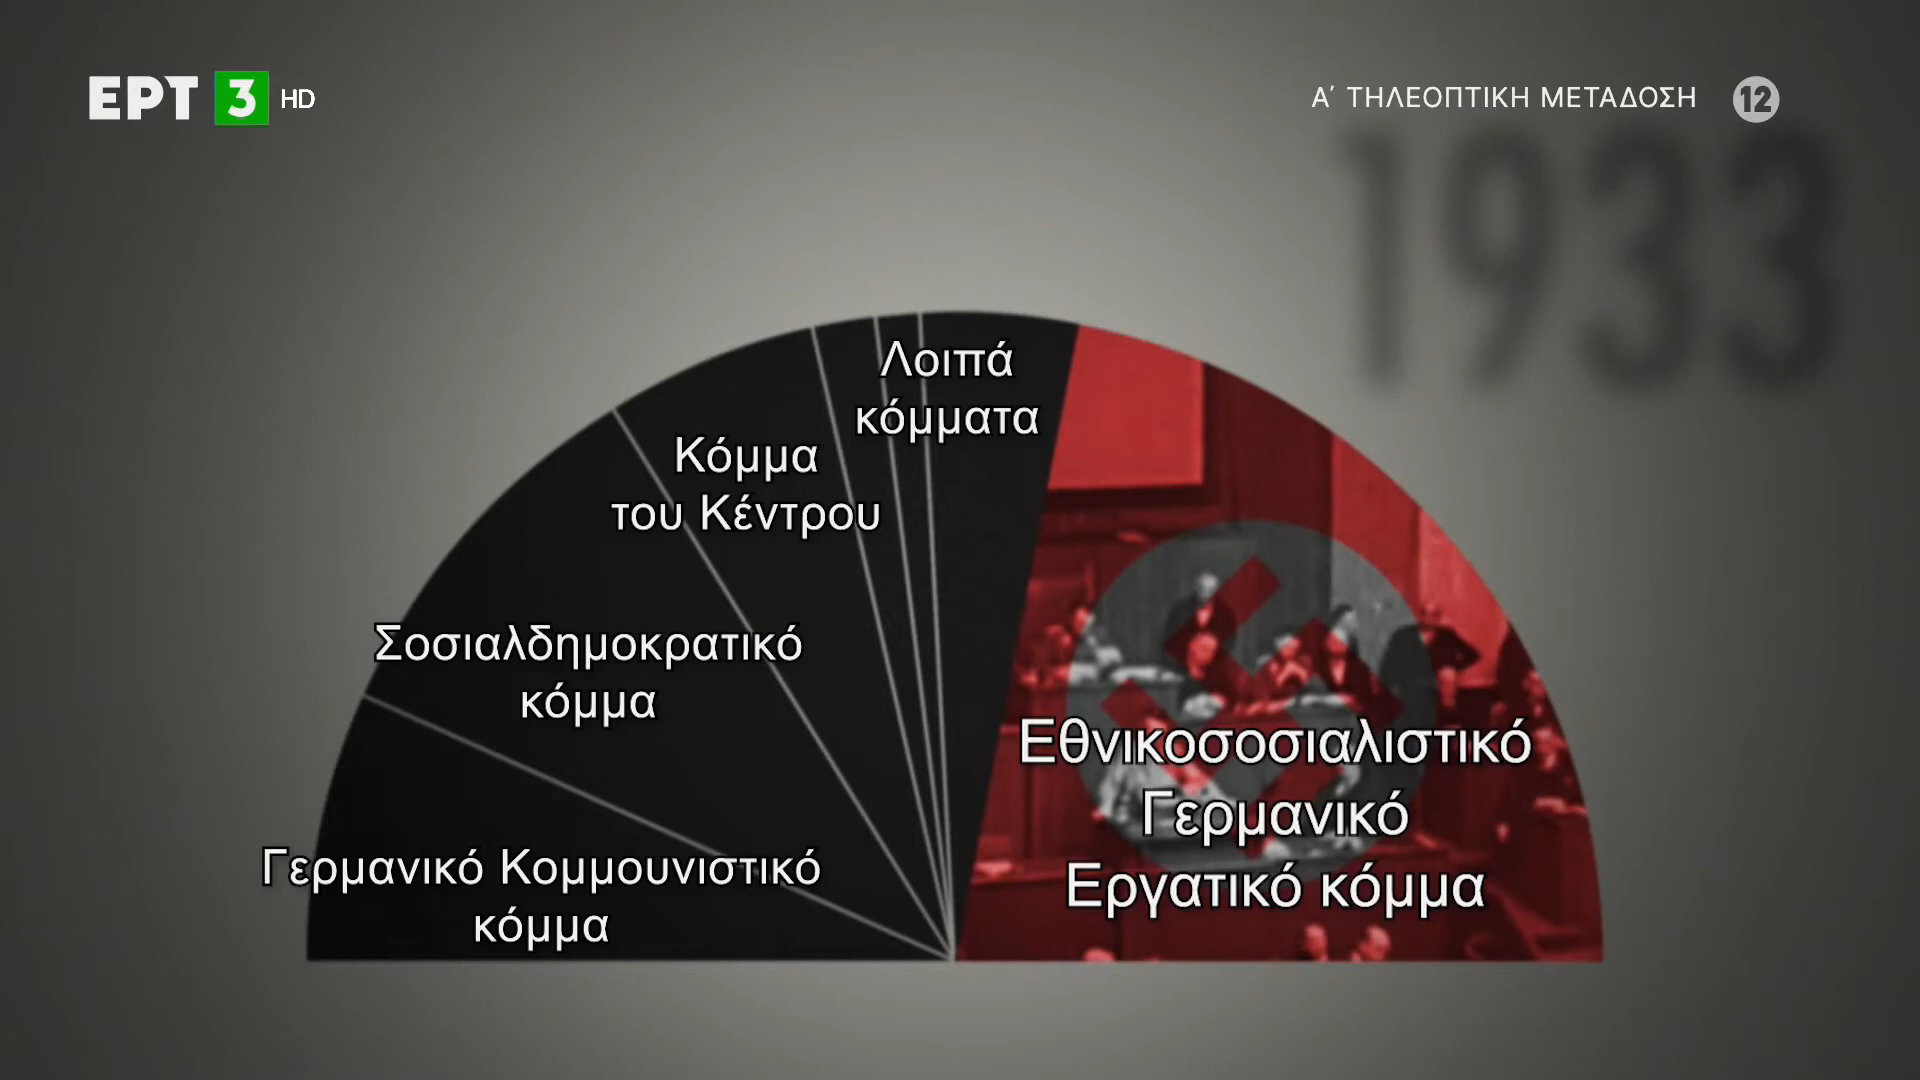 ΕΡΤ 3 HD
Α΄ ΤΗΛΕΟΠΤΙΚΗ ΜΕΤΑΔΟΣΗ 12
1933
Λοιπά
κόμματα
Κόμμα
του Κέντρου
Σοσιαλδημοκρατικό
κόμμα
Γερμανικό Κομμουνιστικό
κόμμα
Εθνικοσοσιαλιστικό
Γερμανικό
Εργατικό κόμμα